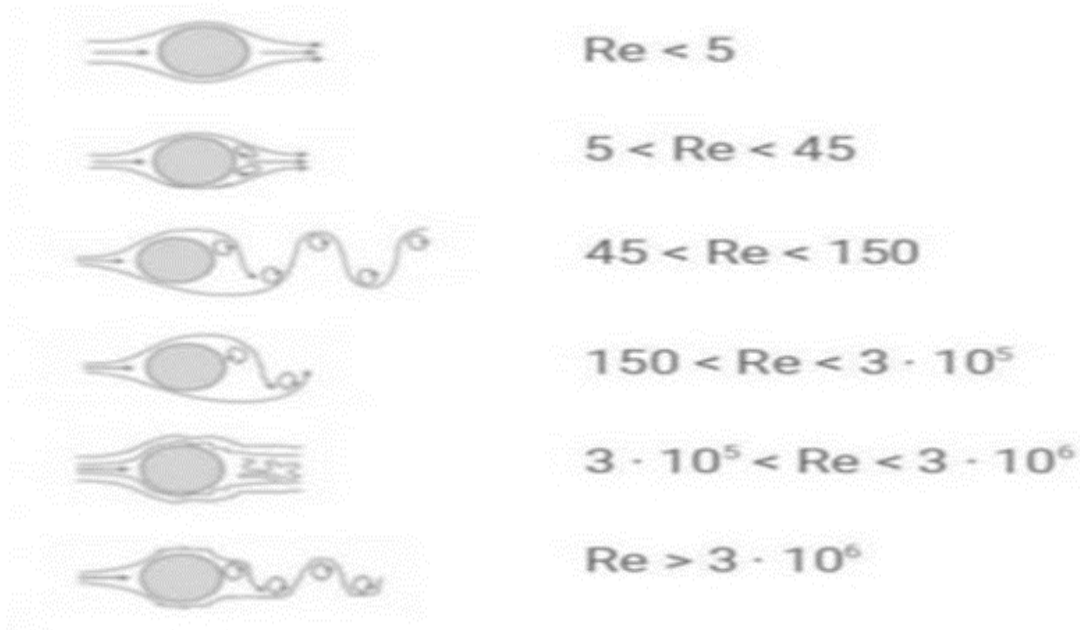 Re < 5
5 < Re < 45
45 < Re < 150
150 < Re < 3 · 10⁵
3 · 10⁵ < Re < 3 · 10⁶
Re > 3 · 10⁶